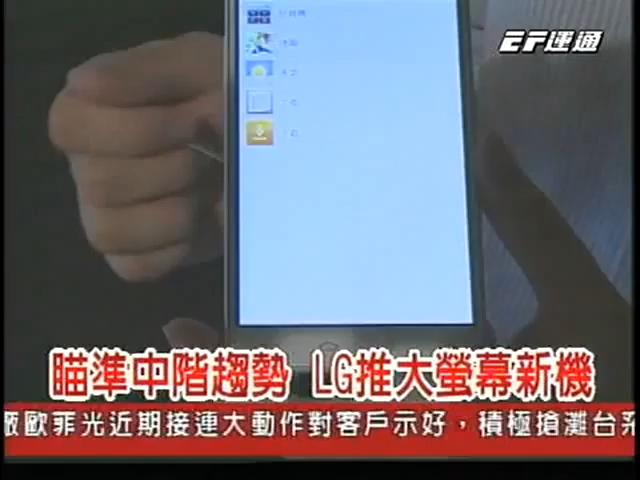 EF運通
瞄準中階趨勢 LG推大螢幕新機
廠歐菲光近期接連大動作對客戶示好，積極搶灘台